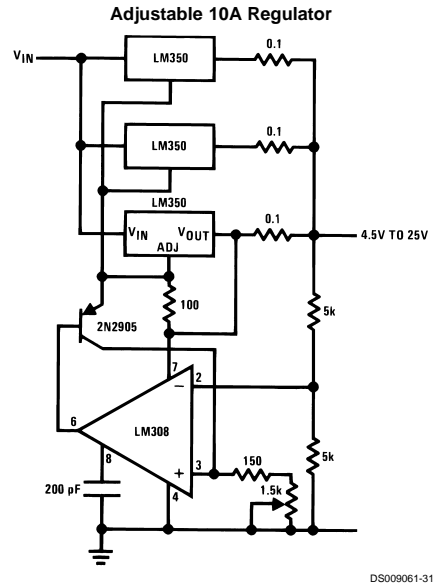 Adjustable 10A Regulator
VIN
LM350
0.1
LM350
0.1
LM350
VIN
VOUT
ADJ
0.1
4.5V TO 25V
100
5k
2N2905
7
2
6
LM308
8
3
150
5k
1.5k
200 pF
4
DS009061-31